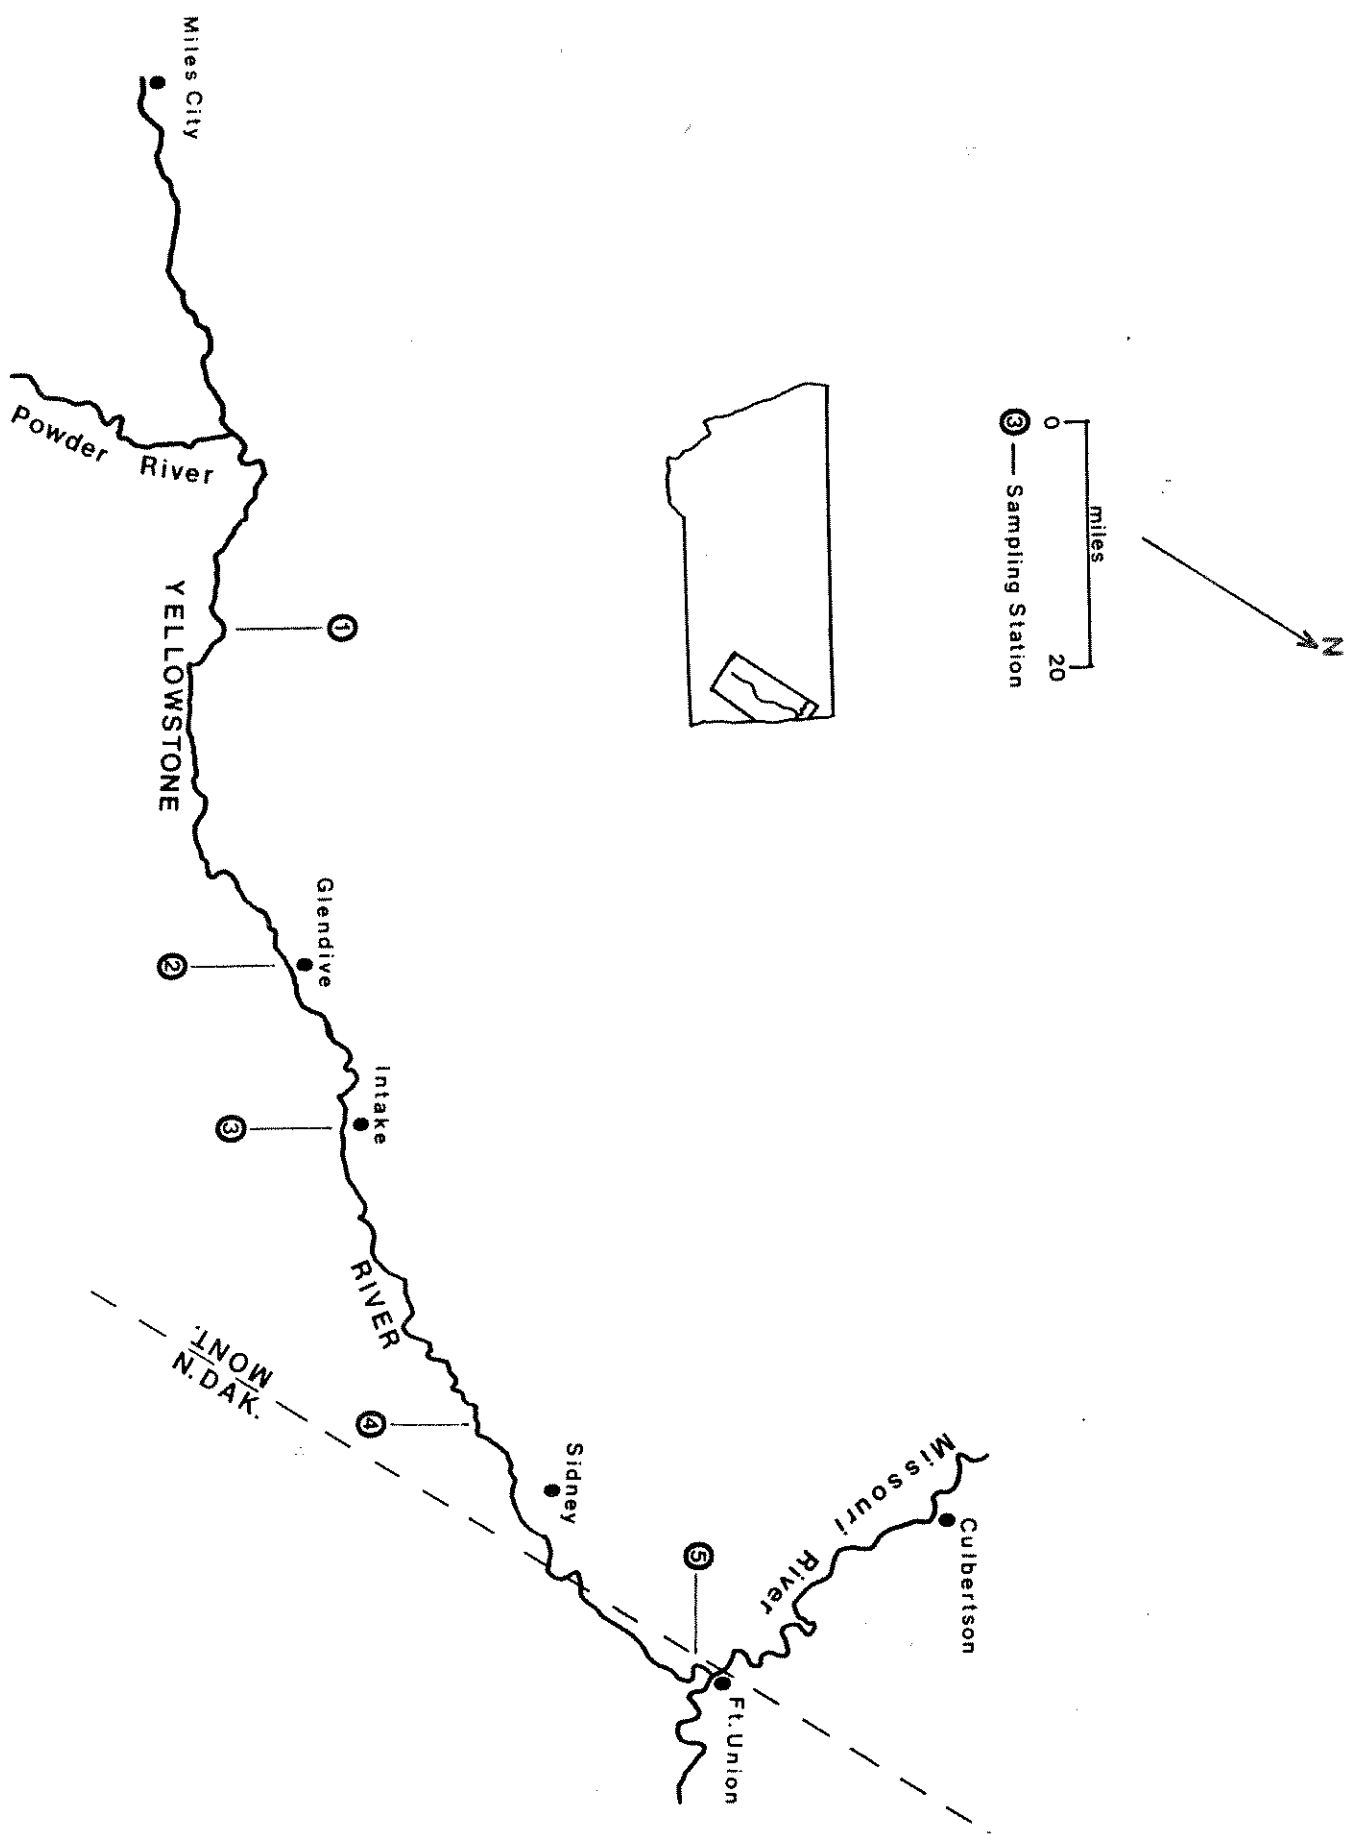 N
miles
0 20
③ — Sampling Station
Culbertson
Missouri River
Ft. Union
⑤
Sidney
④
Intake
③
Glendive
②
①
Miles City
Powder River
YELLOWSTONE RIVER
MONT.
N. DAK.